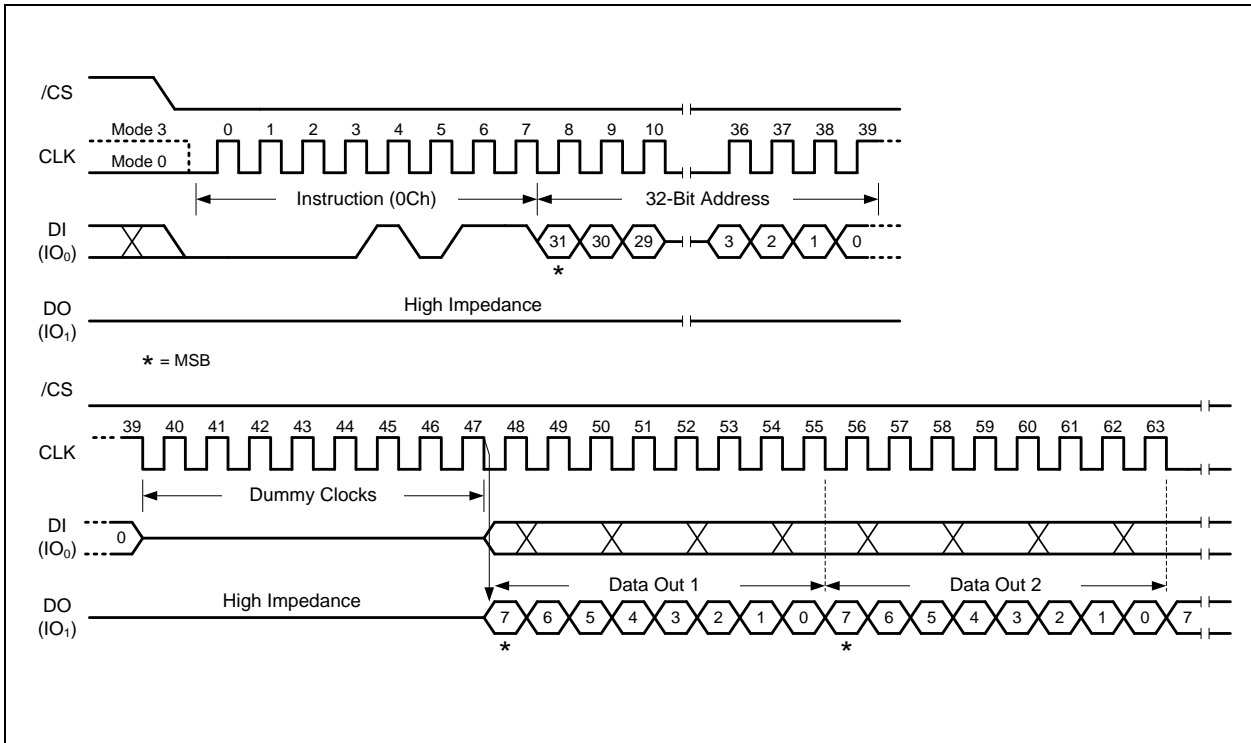 /CS
Mode 3 0 1 2 3 4 5 6 7 8 9 10 36 37 38 39
CLK Mode 0
Instruction (0Ch) 32-Bit Address
DI
(IO₀) 31 30 29 3 2 1 0
*
DO High Impedance
(IO₁)
* = MSB
/CS
39 40 41 42 43 44 45 46 47 48 49 50 51 52 53 54 55 56 57 58 59 60 61 62 63
CLK
Dummy Clocks
DI
(IO₀) 0
Data Out 1 Data Out 2
DO High Impedance
(IO₁) 7 6 5 4 3 2 1 0 7 6 5 4 3 2 1 0 7
* *